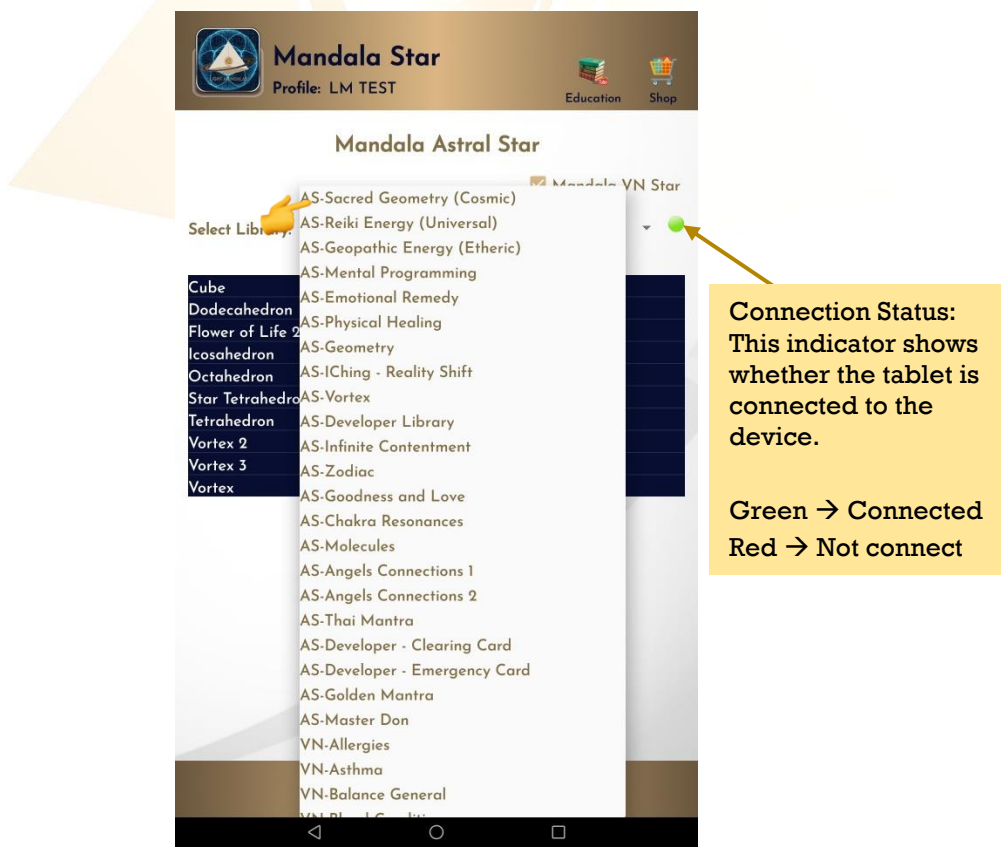 Mandala Star
Profile: LM TEST
Education
Shop
Mandala Astral Star
Mandala VN Star
Select Library:
Cube
Dodecahedron
Flower of Life 2
Icosahedron
Octahedron
Star Tetrahedro
Tetrahedron
Vortex 2
Vortex 3
Vortex
AS-Sacred Geometry (Cosmic)
AS-Reiki Energy (Universal)
AS-Geopathic Energy (Etheric)
AS-Mental Programming
AS-Emotional Remedy
AS-Physical Healing
AS-Geometry
AS-IChing - Reality Shift
AS-Vortex
AS-Developer Library
AS-Infinite Contentment
AS-Zodiac
AS-Goodness and Love
AS-Chakra Resonances
AS-Molecules
AS-Angels Connections 1
AS-Angels Connections 2
AS-Thai Mantra
AS-Developer - Clearing Card
AS-Developer - Emergency Card
AS-Golden Mantra
AS-Master Don
VN-Allergies
VN-Asthma
VN-Balance General
Connection Status:
This indicator shows
whether the tablet is
connected to the
device.
Green → Connected
Red → Not connect